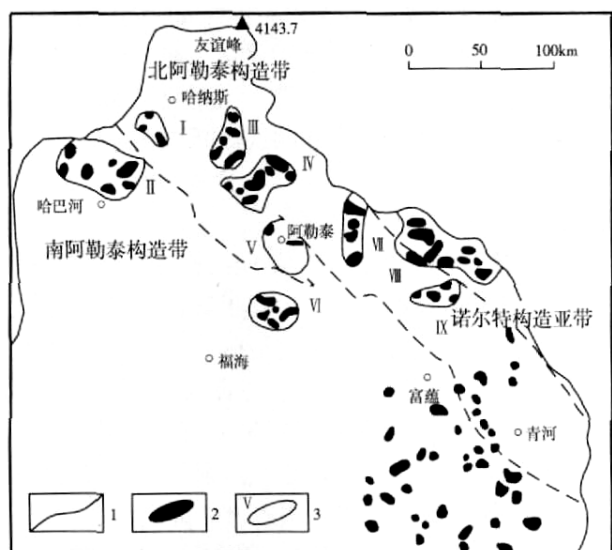 4143.7
友谊峰
0 50 100km
北阿勒泰构造带
哈纳斯
Ⅰ
Ⅲ
Ⅳ
Ⅱ
哈巴河
阿勒泰
南阿勒泰构造带
Ⅴ
Ⅶ
Ⅷ
Ⅵ
Ⅸ
诺尔特构造亚带
福海
富蕴
青河
1
2
Ⅴ
3